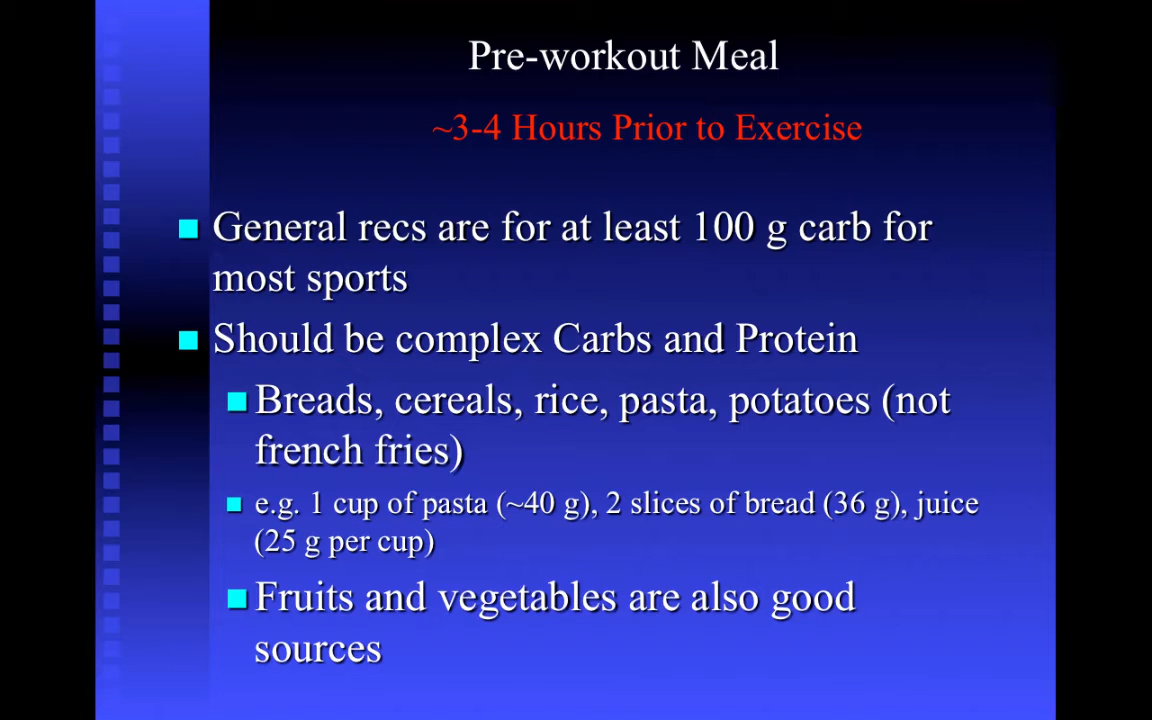 Pre-workout Meal
~3-4 Hours Prior to Exercise
General recs are for at least 100 g carb for
most sports
Should be complex Carbs and Protein
Breads, cereals, rice, pasta, potatoes (not
french fries)
e.g. 1 cup of pasta (~40 g), 2 slices of bread (36 g), juice
(25 g per cup)
Fruits and vegetables are also good
sources